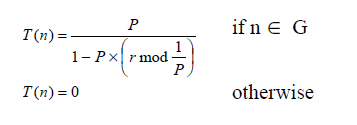 T(n) = P / (1 − P × (r mod 1/P)) if n ∈ G
T(n) = 0 otherwise